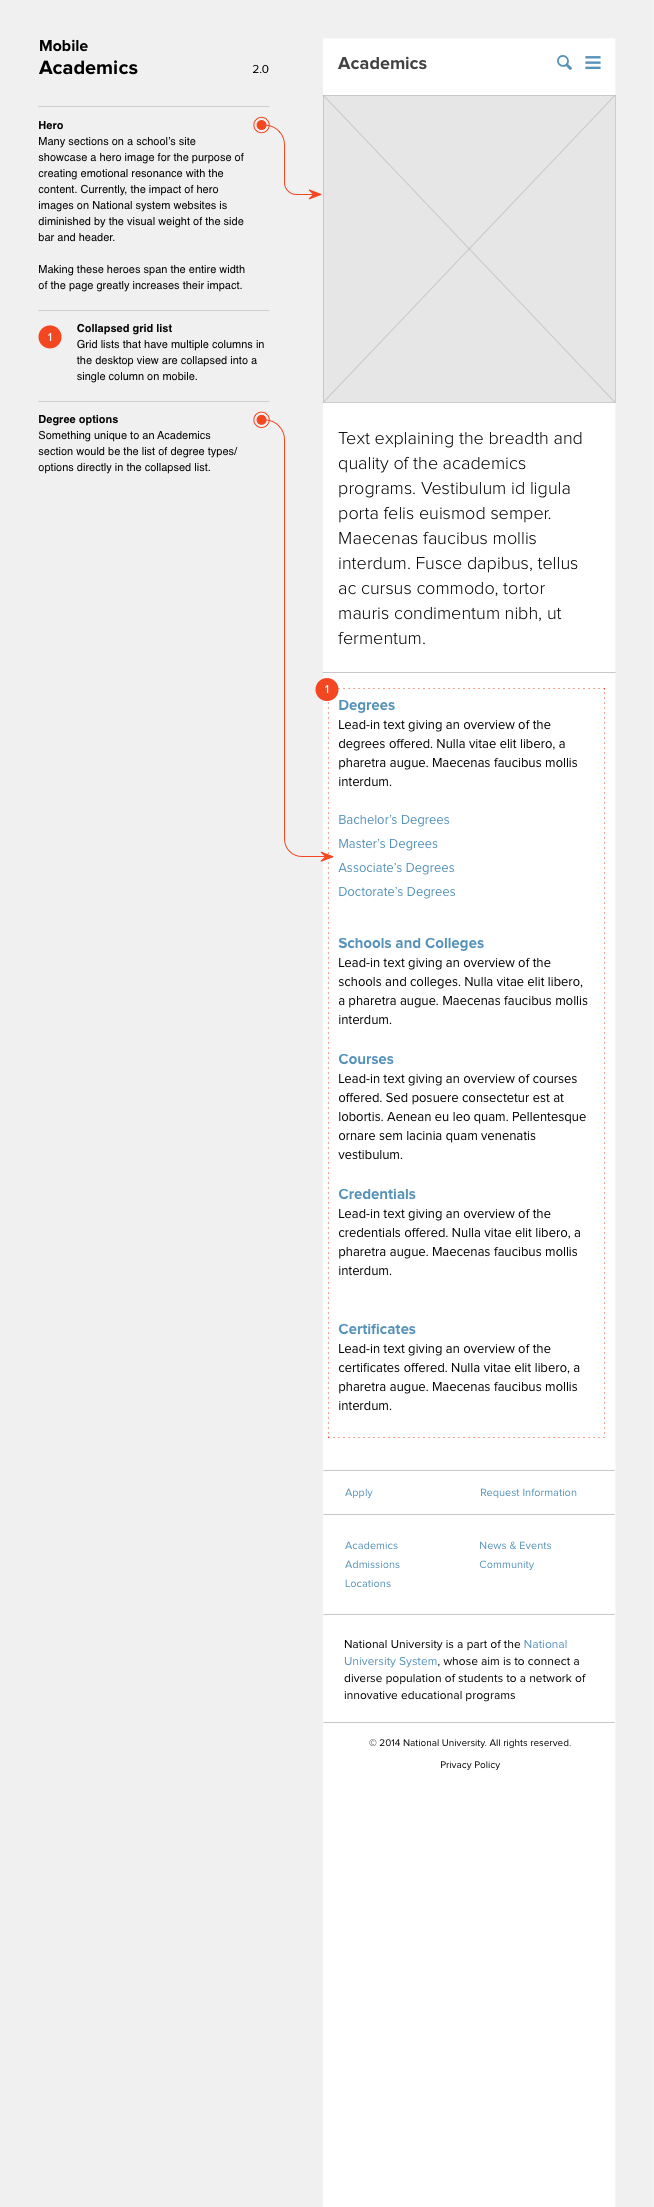 Mobile
Academics
2.0
Hero
Many sections on a school's site
showcase a hero image for the purpose of
creating emotional resonance with the
content. Currently, the impact of hero
images on National system websites is
diminished by the visual weight of the side
bar and header.
Making these heroes span the entire width
of the page greatly increases their impact.
1
Collapsed grid list
Grid lists that have multiple columns in
the desktop view are collapsed into a
single column on mobile.
Degree options
Something unique to an Academics
section would be the list of degree types/
options directly in the collapsed list.
Academics
Text explaining the breadth and
quality of the academics
programs. Vestibulum id ligula
porta felis euismod semper.
Maecenas faucibus mollis
interdum. Fusce dapibus, tellus
ac cursus commodo, tortor
mauris condimentum nibh, ut
fermentum.
1
Degrees
Lead-in text giving an overview of the
degrees offered. Nulla vitae elit libero, a
pharetra augue. Maecenas faucibus mollis
interdum.
Bachelor's Degrees
Master's Degrees
Associate's Degrees
Doctorate's Degrees
Schools and Colleges
Lead-in text giving an overview of the
schools and colleges. Nulla vitae elit libero,
a pharetra augue. Maecenas faucibus mollis
interdum.
Courses
Lead-in text giving an overview of courses
offered. Sed posuere consectetur est at
lobortis. Aenean eu leo quam. Pellentesque
ornare sem lacinia quam venenatis
vestibulum.
Credentials
Lead-in text giving an overview of the
credentials offered. Nulla vitae elit libero, a
pharetra augue. Maecenas faucibus mollis
interdum.
Certificates
Lead-in text giving an overview of the
certificates offered. Nulla vitae elit libero, a
pharetra augue. Maecenas faucibus mollis
interdum.
Apply
Request Information
Academics
Admissions
Locations
News & Events
Community
National University is a part of the National
University System, whose aim is to connect a
diverse population of students to a network of
innovative educational programs
© 2014 National University. All rights reserved.
Privacy Policy